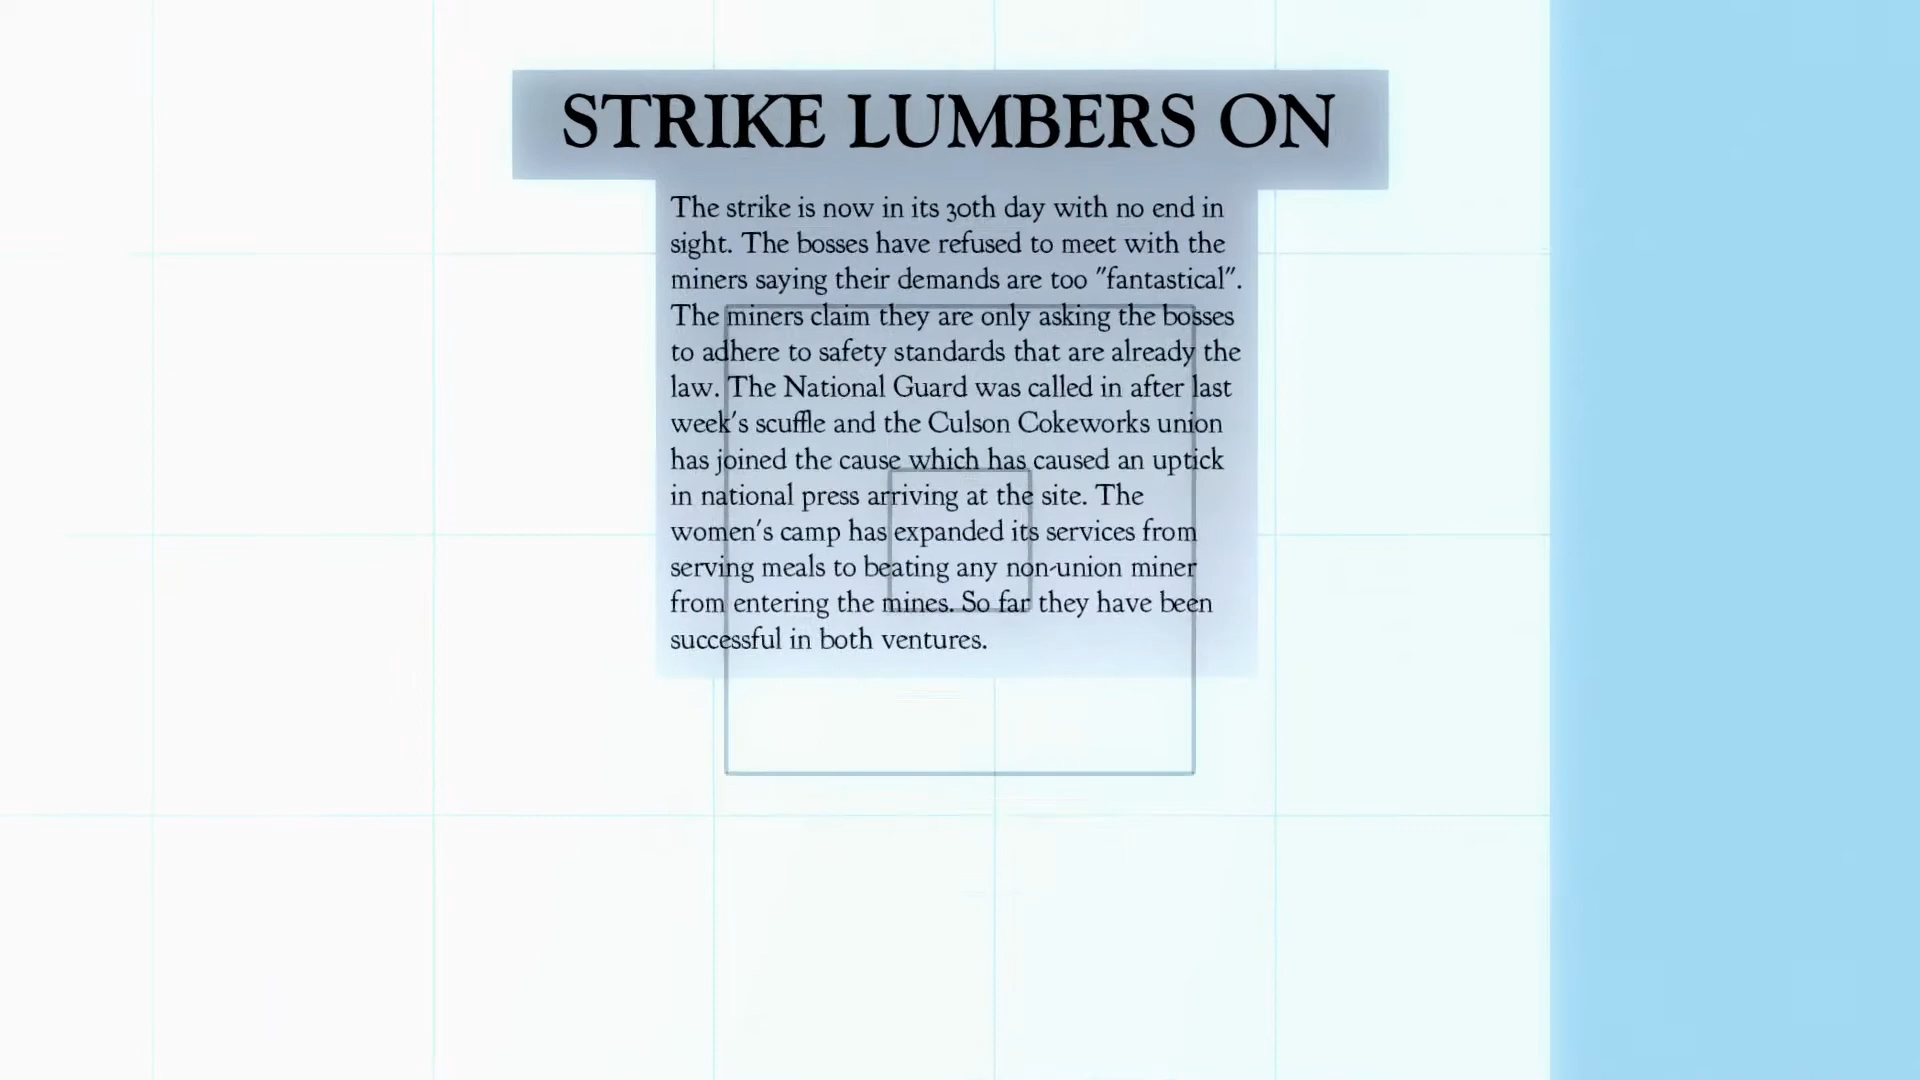 STRIKE LUMBERS ON
The strike is now in its 30th day with no end in
sight. The bosses have refused to meet with the
miners saying their demands are too "fantastical".
The miners claim they are only asking the bosses
to adhere to safety standards that are already the
law. The National Guard was called in after last
week's scuffle and the Culson Cokeworks union
has joined the cause which has caused an uptick
in national press arriving at the site. The
women's camp has expanded its services from
serving meals to beating any non-union miner
from entering the mines. So far they have been
successful in both ventures.